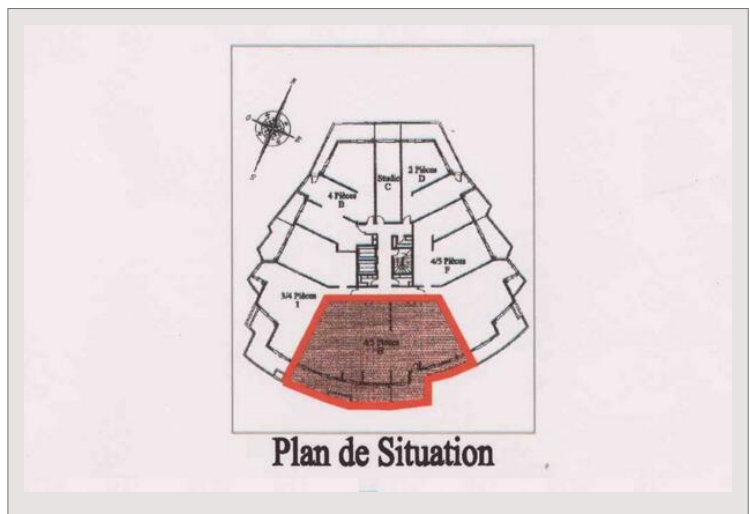 N
O
E
S
Studio
C
2 Pièces
D
4 Pièces
B
4/5 Pièces
F
3/4 Pièces
I
4/5 Pièces
Plan de Situation